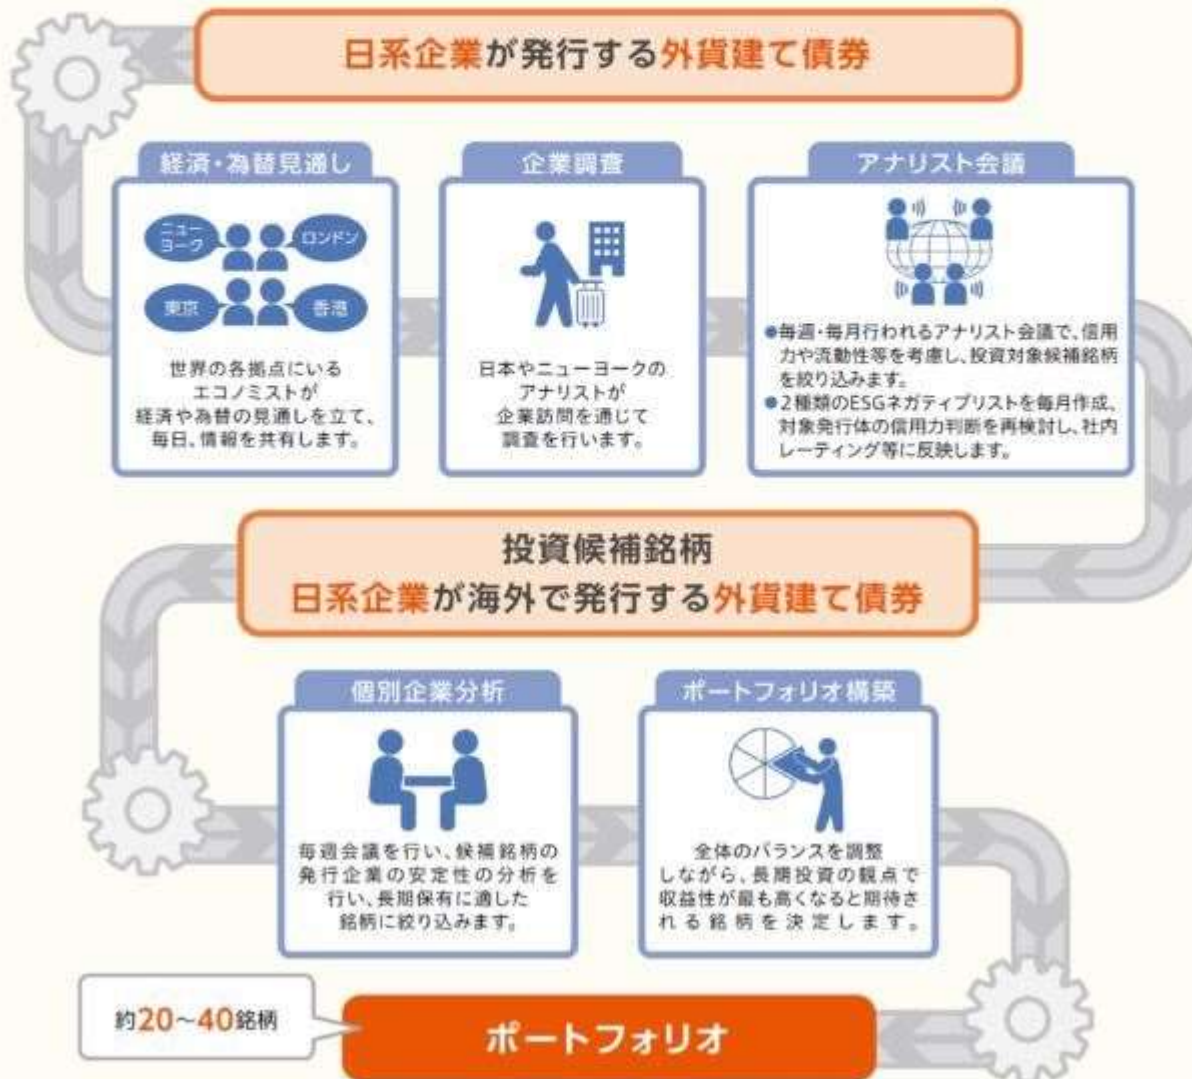 日系企業が発行する外貨建て債券
経済・為替見通し
ニュー
ヨーク
ロンドン
東京
香港
世界の各拠点にいる
エコノミストが
経済や為替の見通しを立て、
毎日、情報を共有します。
企業調査
日本やニューヨークの
アナリストが
企業訪問を通じて
調査を行います。
アナリスト会議
●毎週・毎月行われるアナリスト会議で、信用
力や流動性等を考慮し、投資対象候補銘柄
を絞り込みます。
●2種類のESGネガティブリストを毎月作成、
対象発行体の信用力判断を再検討し、社内
レーティング等に反映します。
投資候補銘柄
日系企業が海外で発行する外貨建て債券
個別企業分析
毎週会議を行い、候補銘柄の
発行企業の安定性の分析を
行い、長期保有に適した
銘柄に絞り込みます。
ポートフォリオ構築
全体のバランスを調整
しながら、長期投資の観点で
収益性が最も高くなると期待さ
れる銘柄を決定します。
約20～40銘柄
ポートフォリオ